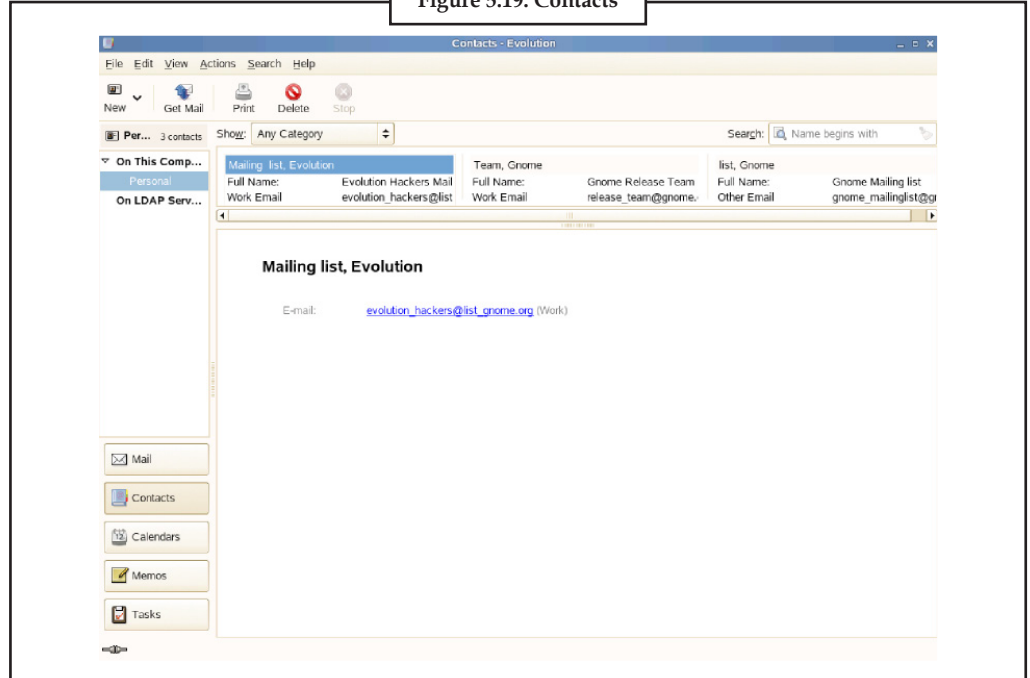 Figure 5.19: Contacts
Contacts - Evolution
File Edit View Actions Search Help
New Get Mail Print Delete Stop
Per... 3 contacts Show: Any Category Search: Name begins with
On This Comp...
Personal
On LDAP Serv...
Mailing list, Evolution
Full Name: Evolution Hackers Mail
Work Email evolution_hackers@list
Team, Gnome
Full Name: Gnome Release Team
Work Email release_team@gnome.
list, Gnome
Full Name: Gnome Mailing list
Other Email gnome_mailinglist@gr
Mailing list, Evolution
E-mail: evolution_hackers@list_gnome.org (Work)
Mail
Contacts
12
Calendars
Memos
Tasks